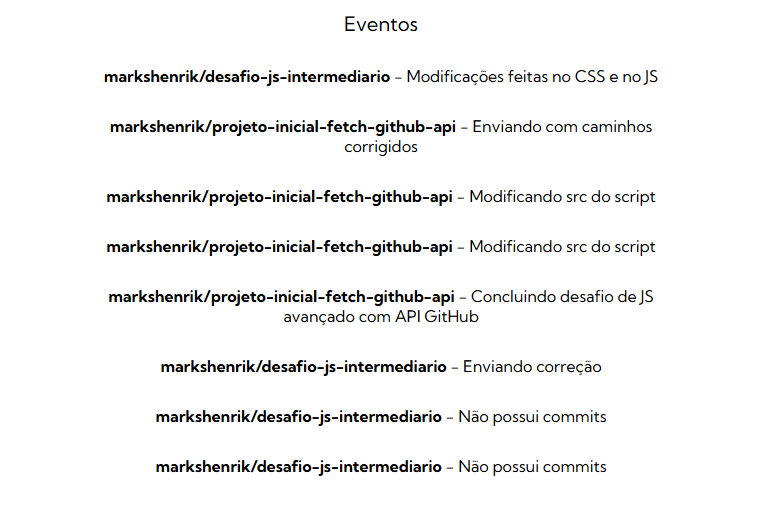 Eventos
markshenrik/desafio-js-intermediario - Modificações feitas no CSS e no JS
markshenrik/projeto-inicial-fetch-github-api - Enviando com caminhos
corrigidos
markshenrik/projeto-inicial-fetch-github-api - Modificando src do script
markshenrik/projeto-inicial-fetch-github-api - Modificando src do script
markshenrik/projeto-inicial-fetch-github-api - Concluindo desafio de JS
avançado com API GitHub
markshenrik/desafio-js-intermediario - Enviando correção
markshenrik/desafio-js-intermediario - Não possui commits
markshenrik/desafio-js-intermediario - Não possui commits